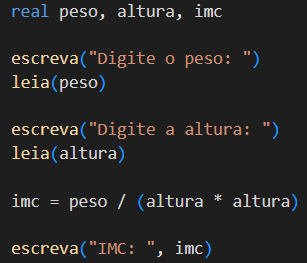 real peso, altura, imc
escreva("Digite o peso: ")
leia(peso)
escreva("Digite a altura: ")
leia(altura)
imc = peso / (altura * altura)
escreva("IMC: ", imc)